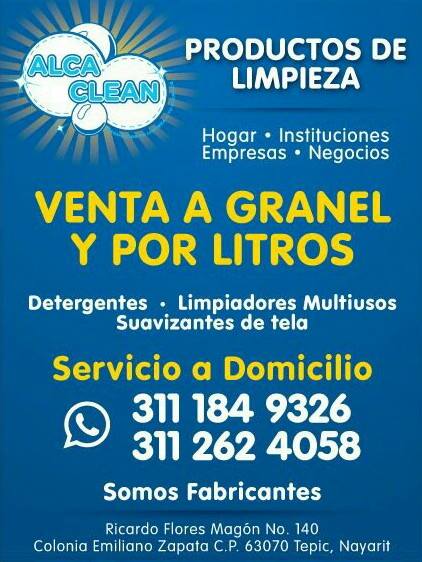 ALCA
CLEAN
PRODUCTOS DE
LIMPIEZA
Hogar • Instituciones
Empresas • Negocios
VENTA A GRANEL
Y POR LITROS
Detergentes • Limpiadores Multiusos
Suavizantes de tela
Servicio a Domicilio
311 184 9326
311 262 4058
Somos Fabricantes
Ricardo Flores Magón No. 140
Colonia Emiliano Zapata C.P. 63070 Tepic, Nayarit